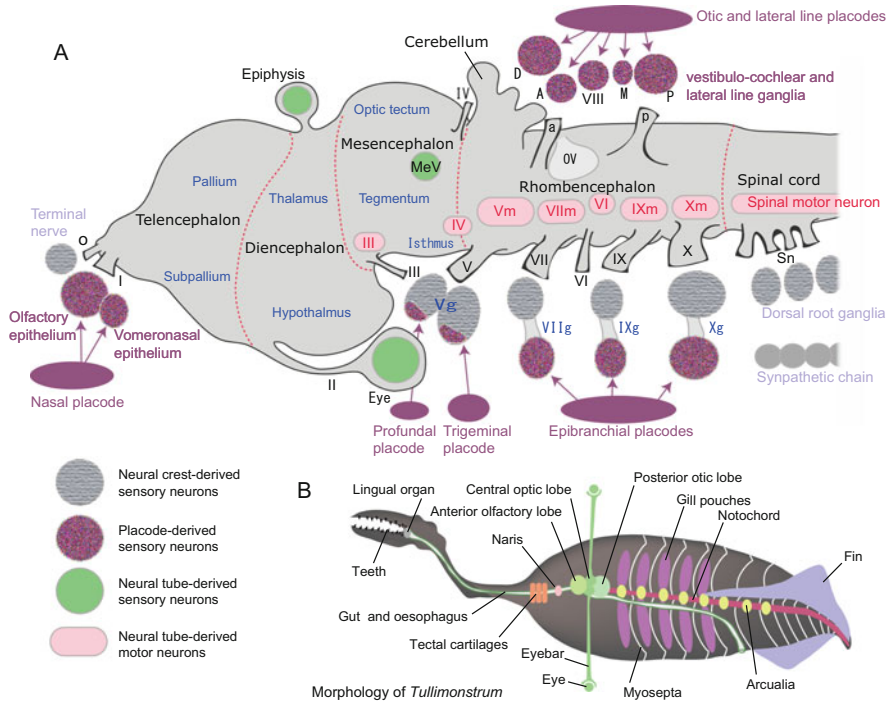 Otic and lateral line placodes
A
Cerebellum
D
A
VIII
M
P
vestibulo-cochlear and
lateral line ganglia
Epiphysis
IV
Optic tectum
a
p
Mesencephalon
MeV
OV
Pallium
Thalamus
Tegmentum
Rhombencephalon
Spinal cord
Terminal
nerve
Telencephalon
Vm
VIIm
VI
IXm
Xm
Spinal motor neuron
O
IV
Diencephalon
III
Isthmus
I
Subpallium
III
V
VII
VI
IX
X
Sn
Hypothalmus
Vg
Dorsal root ganglia
Olfactory
epithelium
Vomeronasal
epithelium
VIIg
IXg
Xg
Synpathetic chain
II
Eye
Nasal placode
Profundal
placode
Trigeminal
placode
Epibranchial placodes
Neural crest-derived
sensory neurons
Placode-derived
sensory neurons
Neural tube-derived
sensory neurons
Neural tube-derived
motor neurons
B
Posterior otic lobe
Lingual organ
Central optic lobe
Gill pouches
Anterior olfactory lobe
Notochord
Teeth
Naris
Fin
Gut and oesophagus
Tectal cartilages
Eyebar
Eye
Myosepta
Arcualia
Morphology of Tullimonstrum